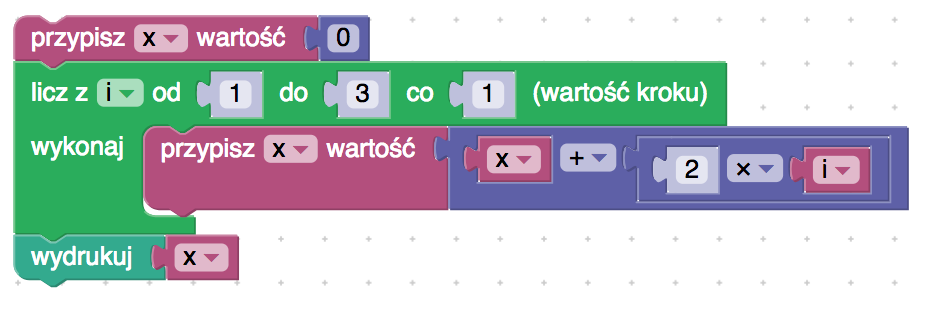 przypisz x wartość 0
licz z i od 1 do 3 co 1 (wartość kroku)
wykonaj przypisz x wartość x + 2 × i
wydrukuj x